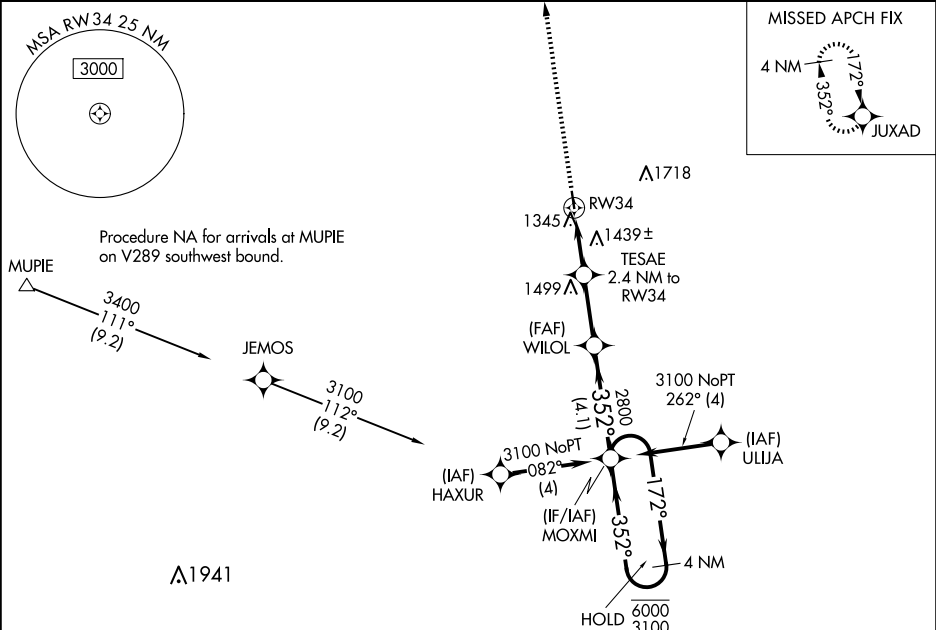 MSA RW34 25 NM
3000
MISSED APCH FIX
4 NM
172°
352°
JUXAD
1718
RW34
1345
1439±
Procedure NA for arrivals at MUPIE
on V289 southwest bound.
TESAE
2.4 NM to
RW34
1499
MUPIE
3400
111°
(9.2)
(FAF)
WILOL
JEMOS
3100
112°
(9.2)
2800
352°
(4.1)
3100 NoPT
262° (4)
(IAF)
ULIJA
3100 NoPT
082°
(4)
(IAF)
HAXUR
(IF/IAF)
MOXMI
172°
352°
4 NM
1941
HOLD
6000
3100